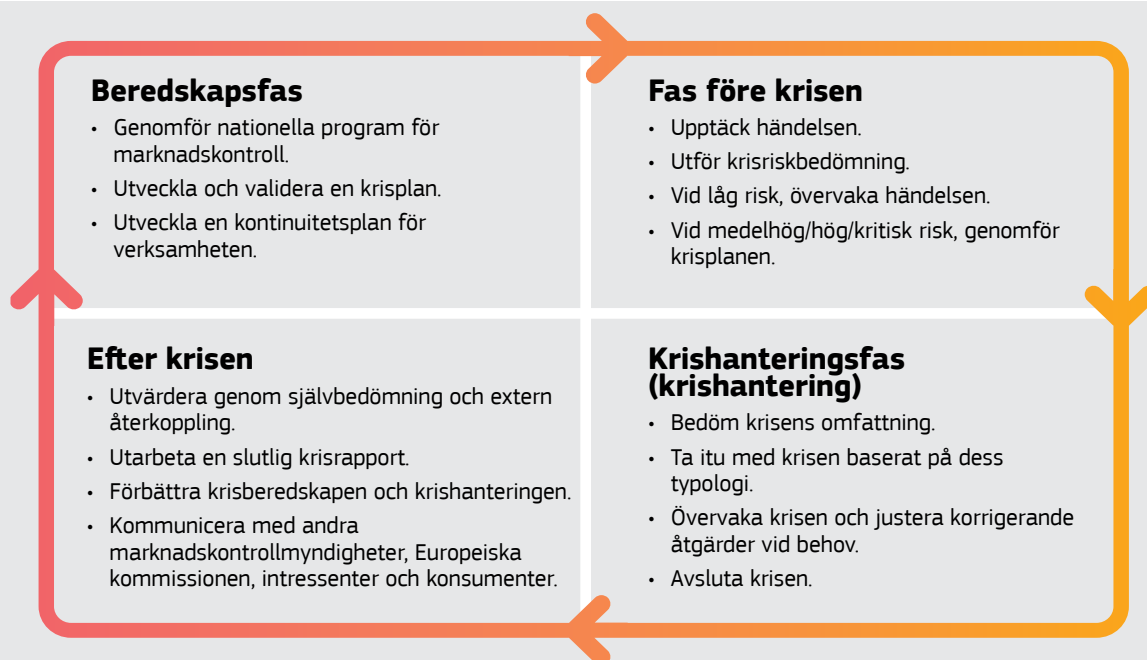 Beredskapsfas
• Genomför nationella program för
marknadskontroll.
• Utveckla och validera en krisplan.
• Utveckla en kontinuitetsplan för
verksamheten.
Fas före krisen
• Upptäck händelsen.
• Utför krisriskbedömning.
• Vid låg risk, övervaka händelsen.
• Vid medelhög/hög/kritisk risk, genomför
krisplanen.
Efter krisen
• Utvärdera genom självbedömning och extern
återkoppling.
• Utarbeta en slutlig krisrapport.
• Förbättra krisberedskapen och krishanteringen.
• Kommunicera med andra
marknadskontrollmyndigheter, Europeiska
kommissionen, intressenter och konsumenter.
Krishanteringsfas
(krishantering)
• Bedöm krisens omfattning.
• Ta itu med krisen baserat på dess
typologi.
• Övervaka krisen och justera korrigerande
åtgärder vid behov.
• Avsluta krisen.